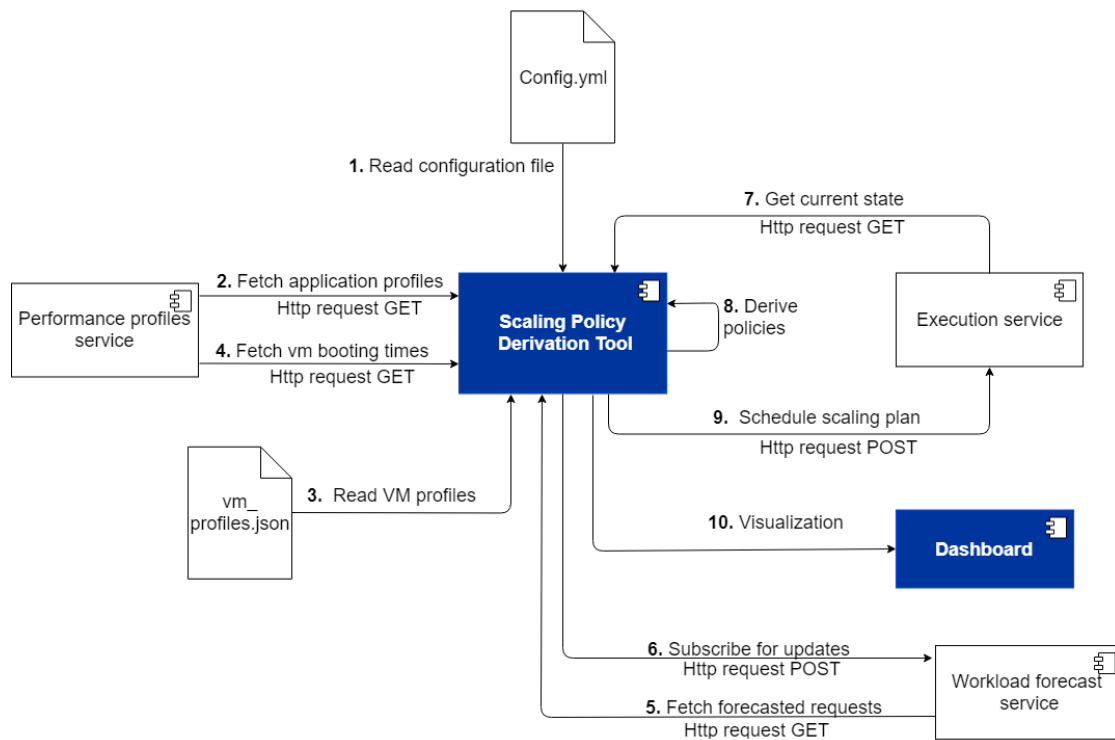 Config.yml
1. Read configuration file
7. Get current state
Http request GET
2. Fetch application profiles
Http request GET
Performance profiles
service
4. Fetch vm booting times
Http request GET
Scaling Policy
Derivation Tool
8. Derive
policies
Execution service
9. Schedule scaling plan
Http request POST
vm_
profiles.json
3. Read VM profiles
10. Visualization
Dashboard
6. Subscribe for updates
Http request POST
5. Fetch forecasted requests
Http request GET
Workload forecast
service